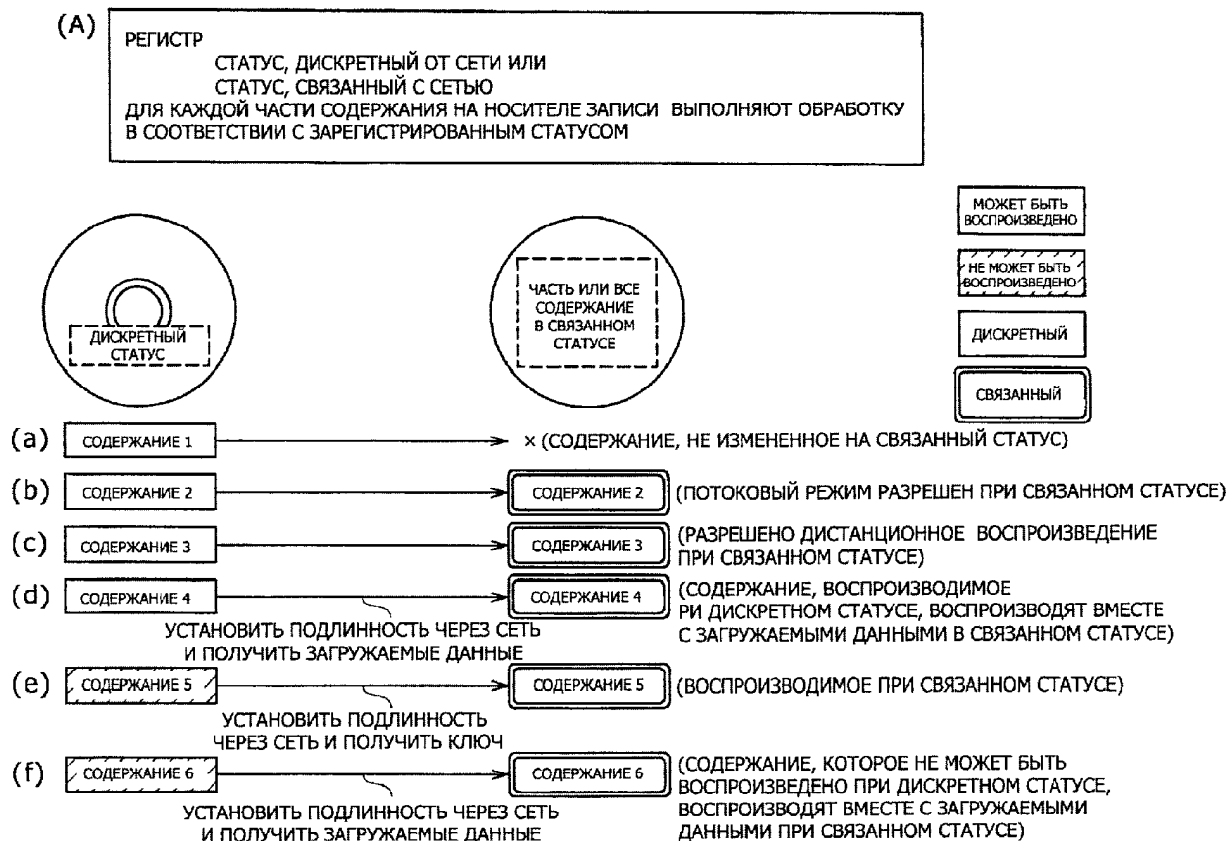 (A)
РЕГИСТР
СТАТУС, ДИСКРЕТНЫЙ ОТ СЕТИ ИЛИ
СТАТУС, СВЯЗАННЫЙ С СЕТЬЮ
ДЛЯ КАЖДОЙ ЧАСТИ СОДЕРЖАНИЯ НА НОСИТЕЛЕ ЗАПИСИ ВЫПОЛНЯЮТ ОБРАБОТКУ
В СООТВЕТСТВИИ С ЗАРЕГИСТРИРОВАННЫМ СТАТУСОМ
ДИСКРЕТНЫЙ
СТАТУС
ЧАСТЬ ИЛИ ВСЕ
СОДЕРЖАНИЕ
В СВЯЗАННОМ
СТАТУСЕ
МОЖЕТ БЫТЬ
ВОСПРОИЗВЕДЕНО
НЕ МОЖЕТ БЫТЬ
ВОСПРОИЗВЕДЕНО
ДИСКРЕТНЫЙ
СВЯЗАННЫЙ
(a) СОДЕРЖАНИЕ 1 × (СОДЕРЖАНИЕ, НЕ ИЗМЕНЕННОЕ НА СВЯЗАННЫЙ СТАТУС)
(b) СОДЕРЖАНИЕ 2 СОДЕРЖАНИЕ 2 (ПОТОКОВЫЙ РЕЖИМ РАЗРЕШЕН ПРИ СВЯЗАННОМ СТАТУСЕ)
(c) СОДЕРЖАНИЕ 3 СОДЕРЖАНИЕ 3 (РАЗРЕШЕНО ДИСТАНЦИОННОЕ ВОСПРОИЗВЕДЕНИЕ
ПРИ СВЯЗАННОМ СТАТУСЕ)
(d) СОДЕРЖАНИЕ 4 СОДЕРЖАНИЕ 4 (СОДЕРЖАНИЕ, ВОСПРОИЗВОДИМОЕ
РИ ДИСКРЕТНОМ СТАТУСЕ, ВОСПРОИЗВОДЯТ ВМЕСТЕ
С ЗАГРУЖАЕМЫМИ ДАННЫМИ В СВЯЗАННОМ СТАТУСЕ)
УСТАНОВИТЬ ПОДЛИННОСТЬ ЧЕРЕЗ СЕТЬ
И ПОЛУЧИТЬ ЗАГРУЖАЕМЫЕ ДАННЫЕ
(e) СОДЕРЖАНИЕ 5 СОДЕРЖАНИЕ 5 (ВОСПРОИЗВОДИМОЕ ПРИ СВЯЗАННОМ СТАТУСЕ)
УСТАНОВИТЬ ПОДЛИННОСТЬ
ЧЕРЕЗ СЕТЬ И ПОЛУЧИТЬ КЛЮЧ
(f) СОДЕРЖАНИЕ 6 СОДЕРЖАНИЕ 6 (СОДЕРЖАНИЕ, КОТОРОЕ НЕ МОЖЕТ БЫТЬ
ВОСПРОИЗВЕДЕНО ПРИ ДИСКРЕТНОМ СТАТУСЕ,
ВОСПРОИЗВОДЯТ ВМЕСТЕ С ЗАГРУЖАЕМЫМИ
ДАННЫМИ ПРИ СВЯЗАННОМ СТАТУСЕ)
УСТАНОВИТЬ ПОДЛИННОСТЬ ЧЕРЕЗ СЕТЬ
И ПОЛУЧИТЬ ЗАГРУЖАЕМЫЕ ДАННЫЕ